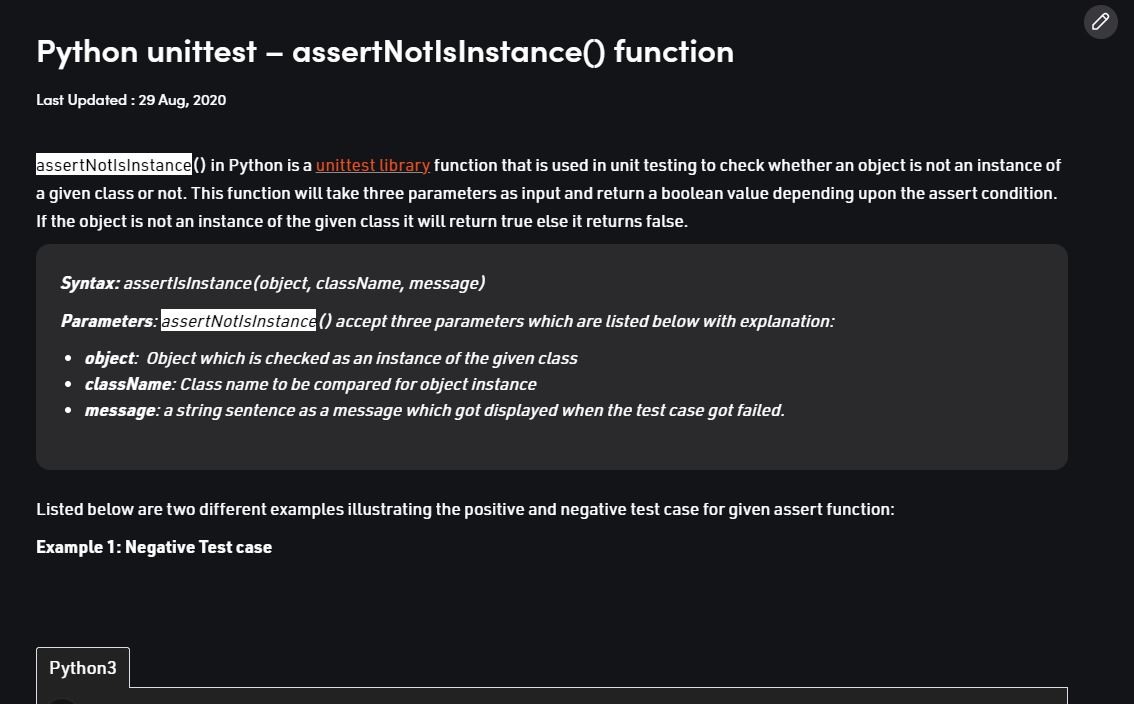 Python unittest – assertNotIsInstance() function
Last Updated : 29 Aug, 2020
assertNotIsInstance() in Python is a unittest library function that is used in unit testing to check whether an object is not an instance of
a given class or not. This function will take three parameters as input and return a boolean value depending upon the assert condition.
If the object is not an instance of the given class it will return true else it returns false.
Syntax: assertIsInstance(object, className, message)
Parameters: assertNotIsInstance() accept three parameters which are listed below with explanation:
• object:  Object which is checked as an instance of the given class
• className: Class name to be compared for object instance
• message: a string sentence as a message which got displayed when the test case got failed.
Listed below are two different examples illustrating the positive and negative test case for given assert function:
Example 1: Negative Test case
Python3